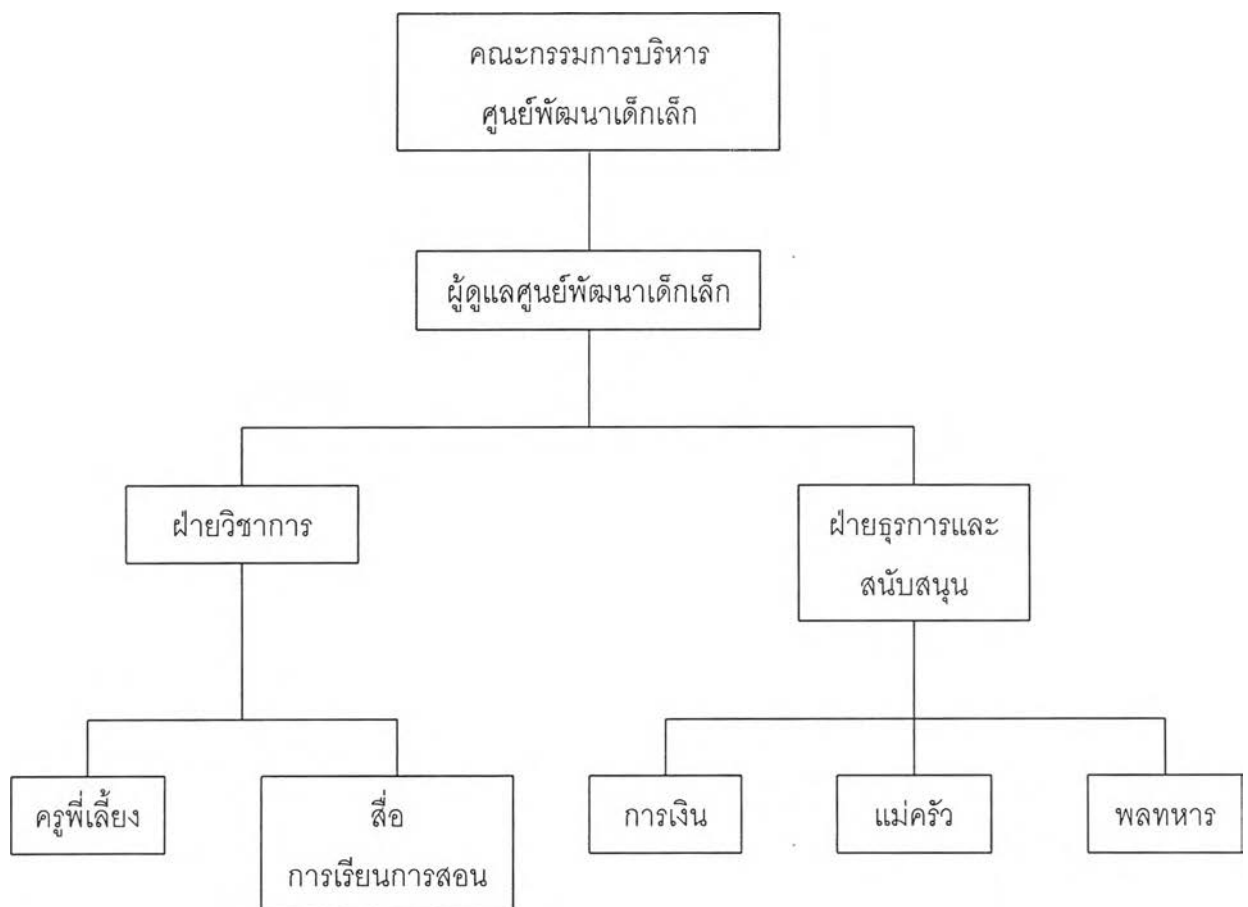 คณะกรรมการบริหาร
ศูนย์พัฒนาเด็กเล็ก
ผู้ดูแลศูนย์พัฒนาเด็กเล็ก
ฝ่ายวิชาการ
ฝ่ายธุรการและ
สนับสนุน
ครูพี่เลี้ยง
สื่อ
การเรียนการสอน
การเงิน
แม่ครัว
พลทหาร